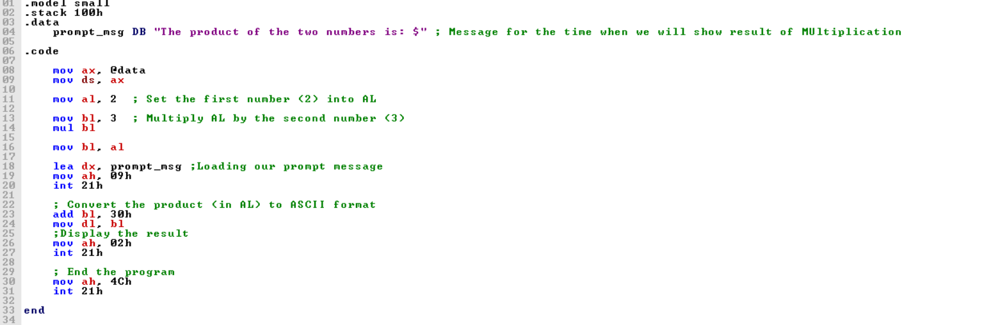 01 .model small
02 .stack 100h
03 .data
04     prompt_msg DB "The product of the two numbers is: $" ; Message for the time when we will show result of MUltiplication
05
06 .code
07
08     mov ax, @data
09     mov ds, ax
10
11     mov al, 2  ; Set the first number (2) into AL
12
13     mov bl, 3  ; Multiply AL by the second number (3)
14     mul bl
15
16     mov bl, al
17
18     lea dx, prompt_msg ;Loading our prompt message
19     mov ah, 09h
20     int 21h
21
22     ; Convert the product (in AL) to ASCII format
23     add bl, 30h
24     mov dl, bl
25     ;Display the result
26     mov ah, 02h
27     int 21h
28
29     ; End the program
30     mov ah, 4Ch
31     int 21h
32
33 end
34